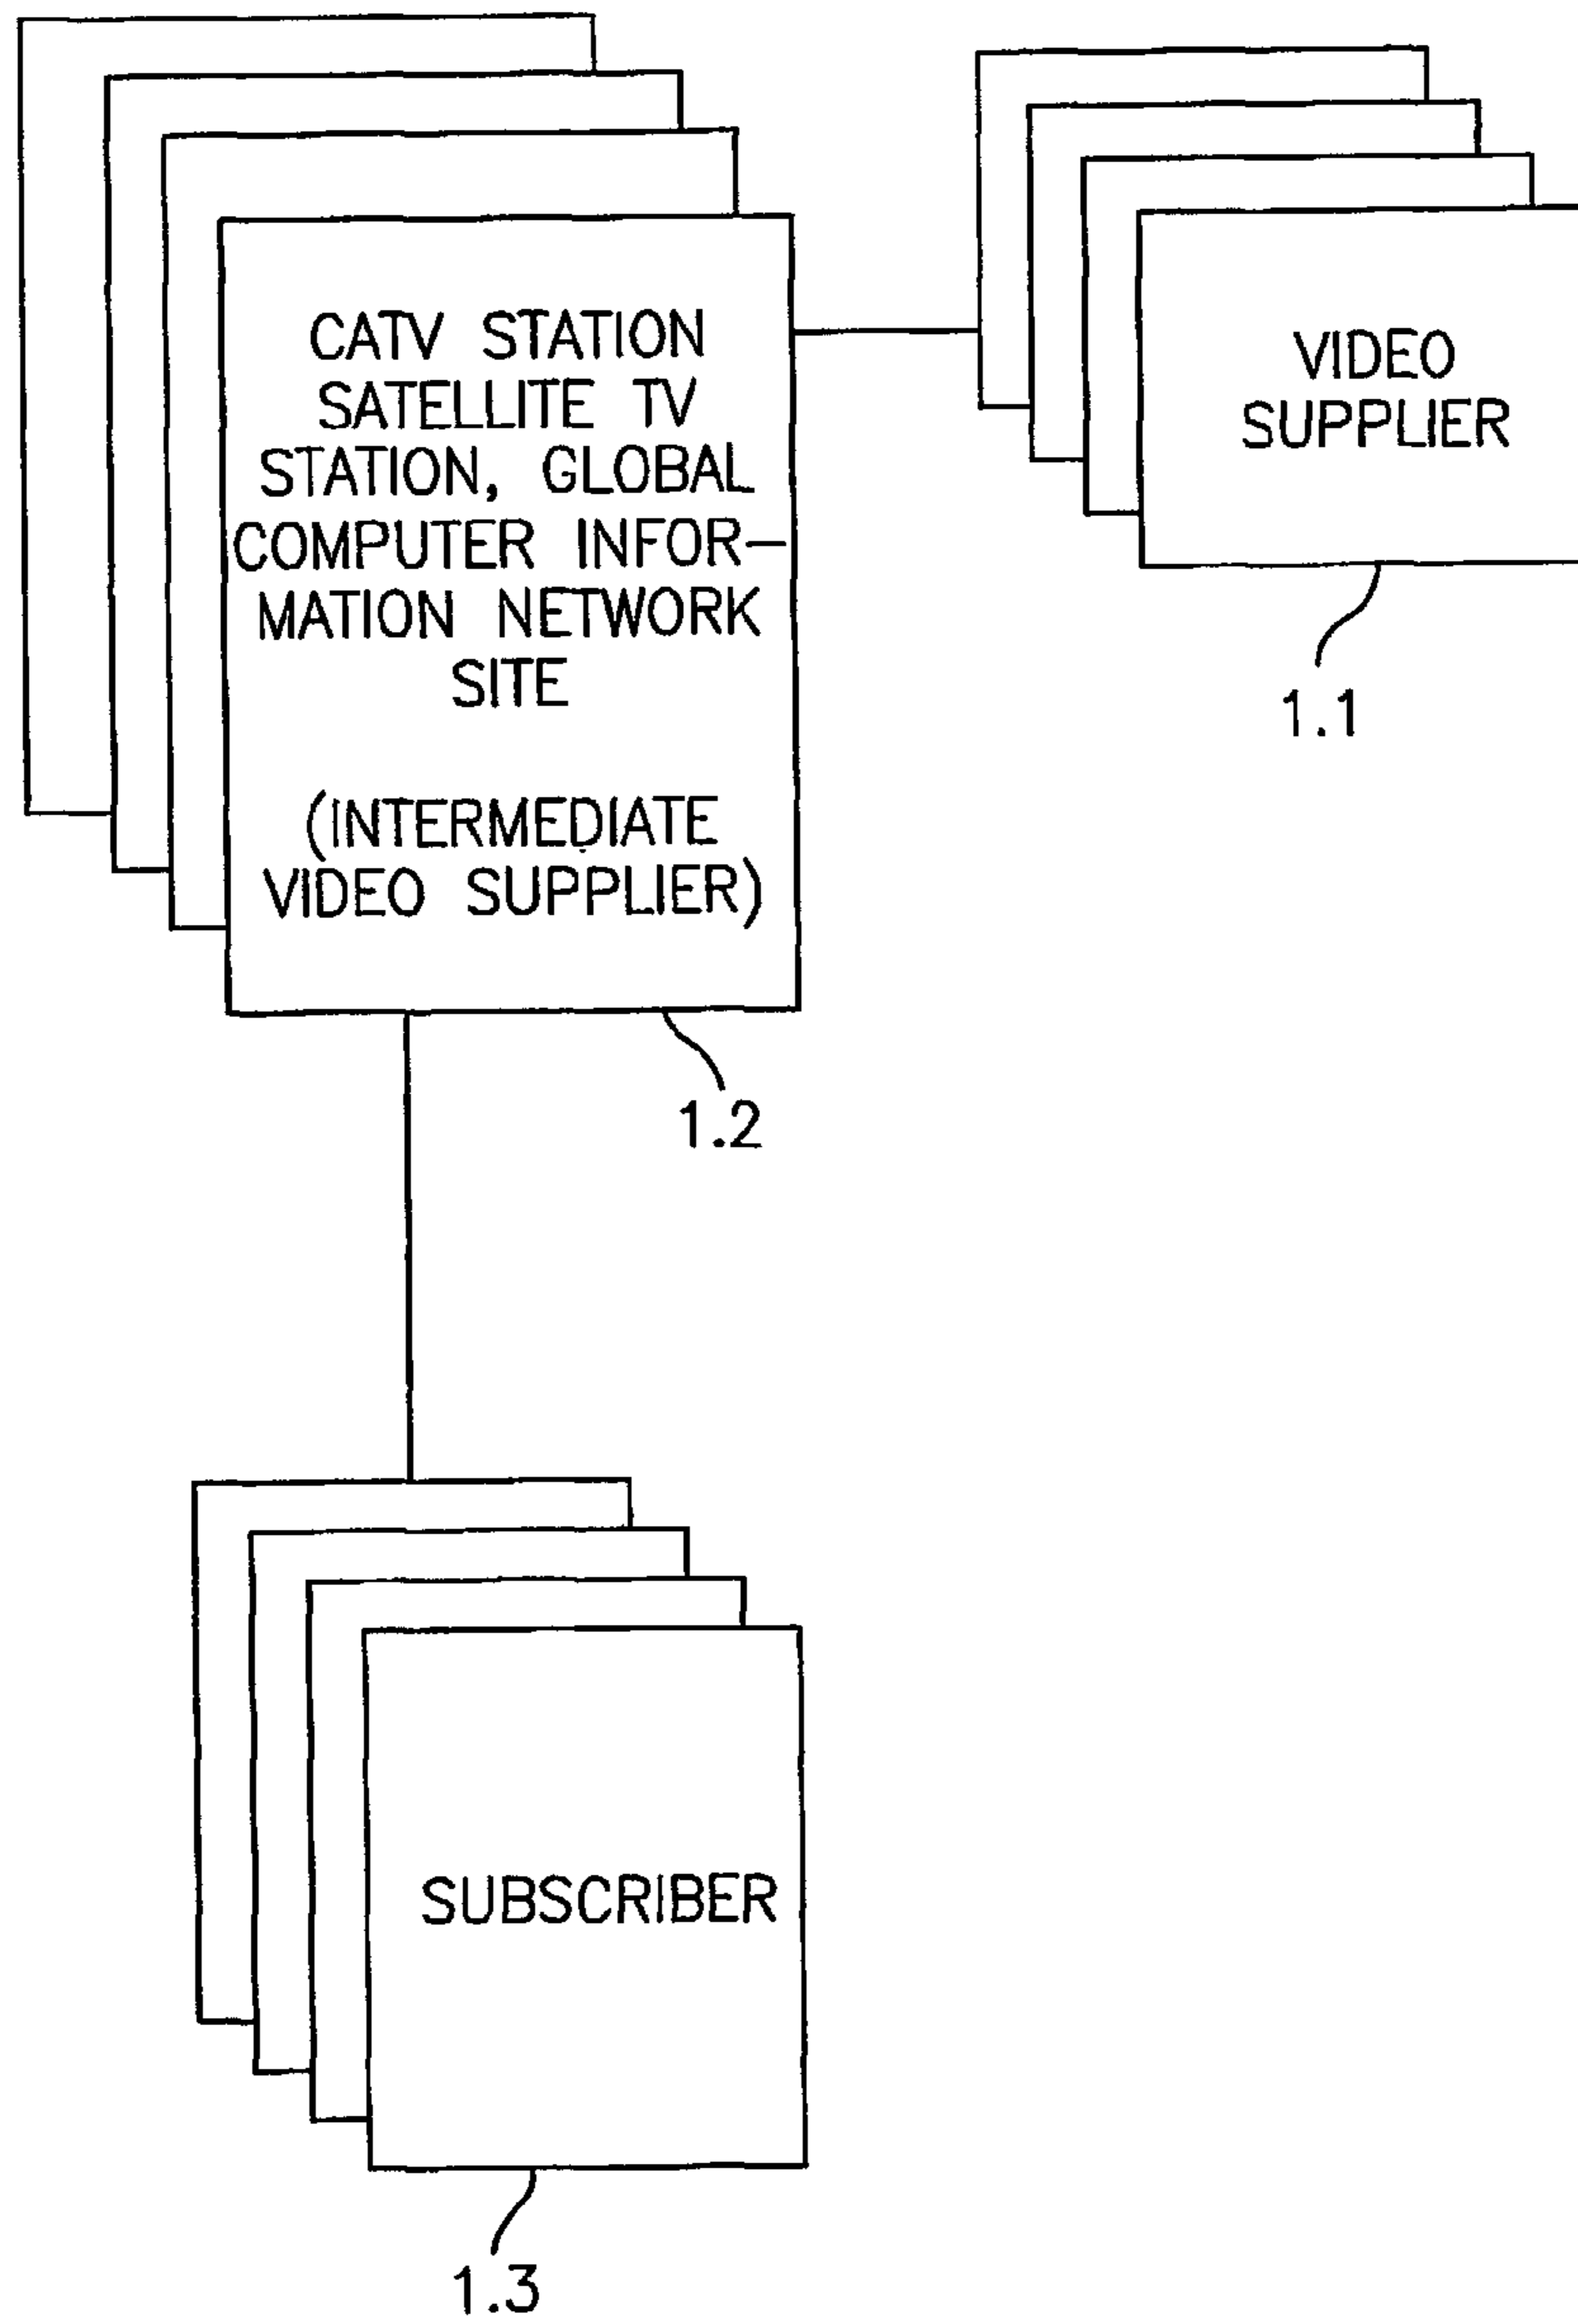 CATV STATION
SATELLITE TV
STATION, GLOBAL
COMPUTER INFOR-
MATION NETWORK
SITE
(INTERMEDIATE
VIDEO SUPPLIER)
1.2
VIDEO
SUPPLIER
1.1
SUBSCRIBER
1.3